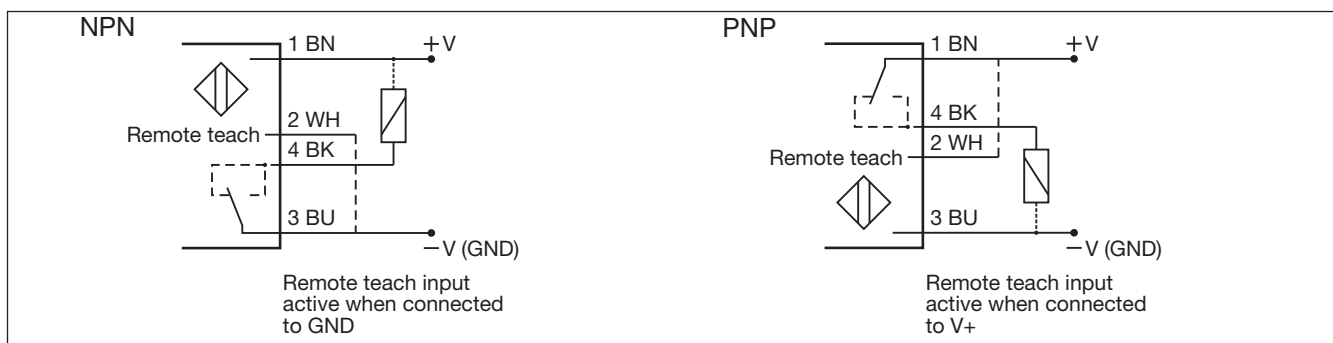 NPN
1 BN
+V
2 WH
Remote teach
4 BK
3 BU
−V (GND)
Remote teach input
active when connected
to GND
PNP
1 BN
+V
4 BK
2 WH
Remote teach
3 BU
−V (GND)
Remote teach input
active when connected
to V+